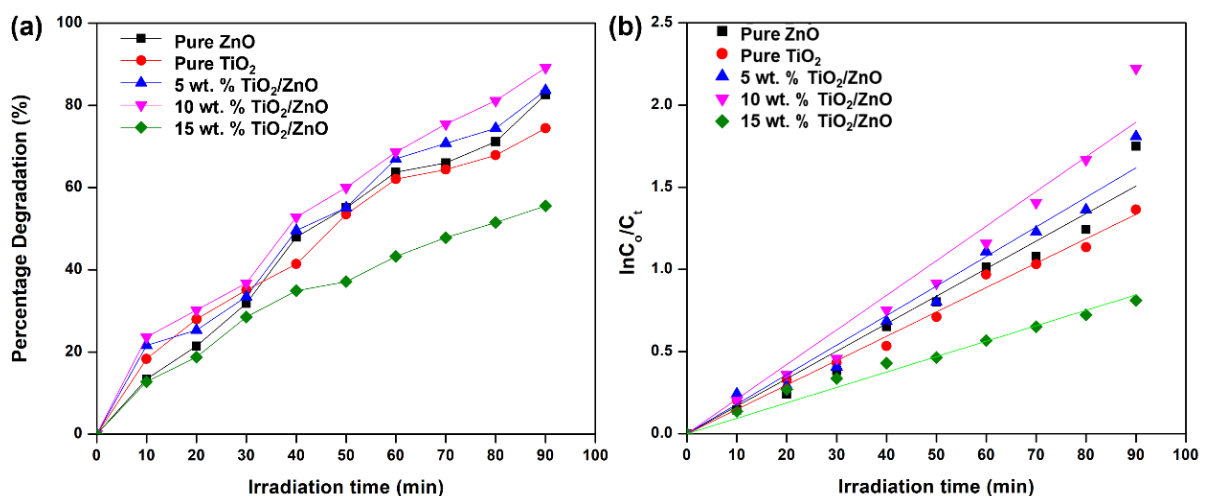 (a)
Pure ZnO
Pure TiO₂
5 wt. % TiO₂/ZnO
10 wt. % TiO₂/ZnO
15 wt. % TiO₂/ZnO
Percentage Degradation (%)
100
80
60
40
20
0
0 10 20 30 40 50 60 70 80 90 100
Irradiation time (min)
(b)
Pure ZnO
Pure TiO₂
5 wt. % TiO₂/ZnO
10 wt. % TiO₂/ZnO
15 wt. % TiO₂/ZnO
lnC₀/Cₜ
2.5
2.0
1.5
1.0
0.5
0.0
0 10 20 30 40 50 60 70 80 90 100
Irradiation time (min)